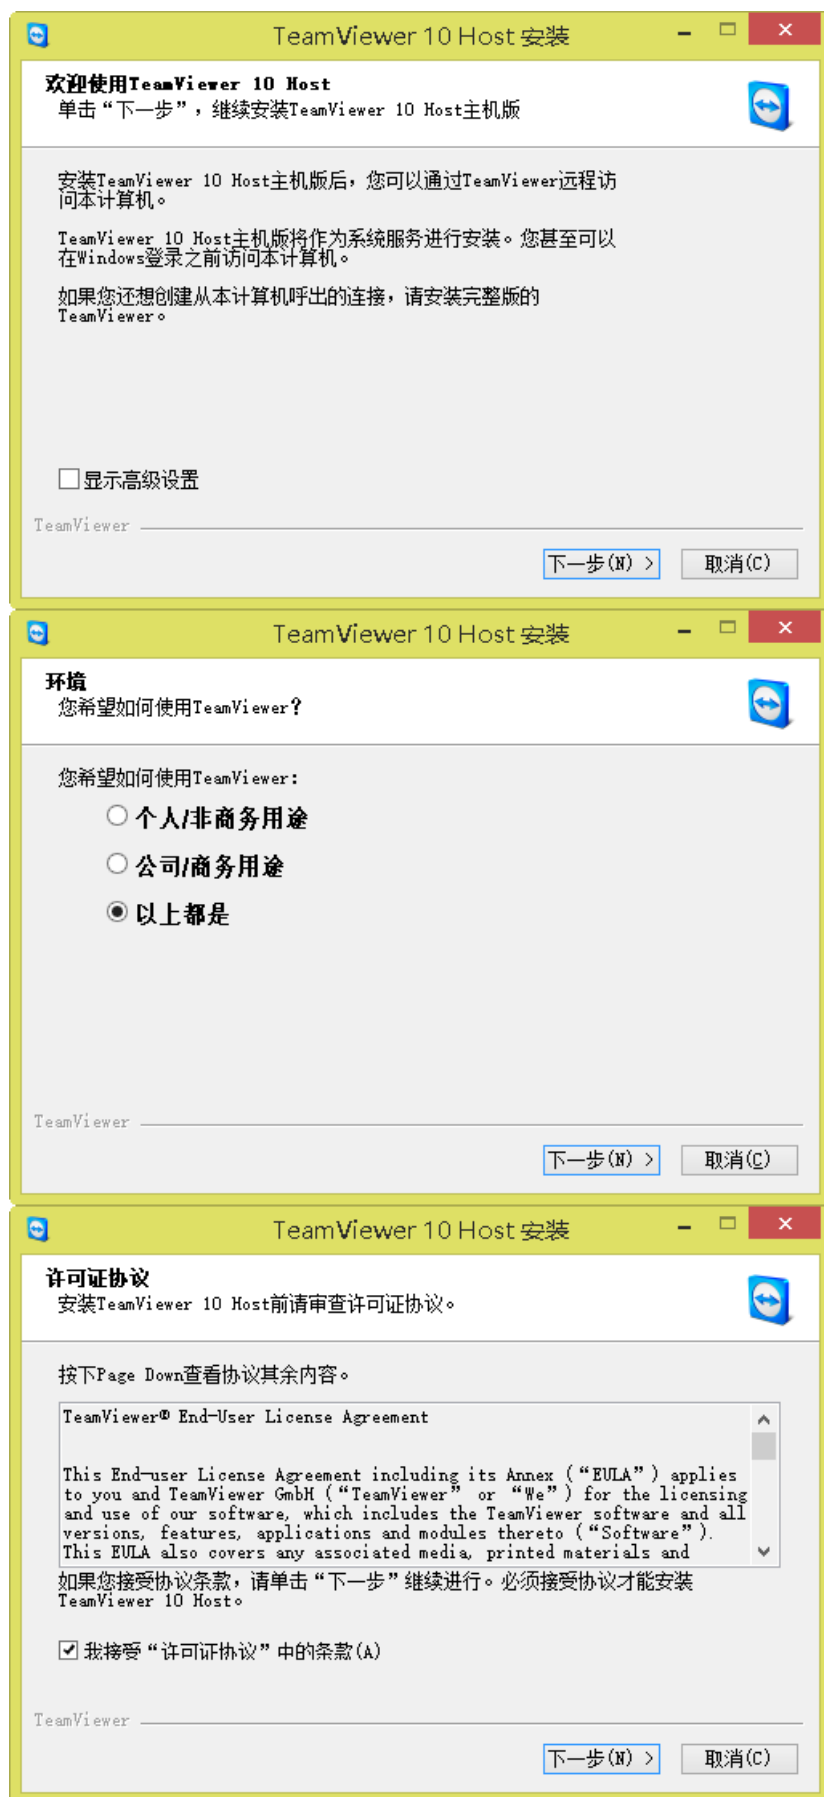 TeamViewer 10 Host 安装
欢迎使用TeamViewer 10 Host
单击“下一步”，继续安装TeamViewer 10 Host主机版
安装TeamViewer 10 Host主机版后，您可以通过TeamViewer远程访
问本计算机。
TeamViewer 10 Host主机版将作为系统服务进行安装。您甚至可以
在Windows登录之前访问本计算机。
如果您还想创建从本计算机呼出的连接，请安装完整版的
TeamViewer。
显示高级设置
TeamViewer
下一步(N) > 取消(C)
TeamViewer 10 Host 安装
环境
您希望如何使用TeamViewer？
您希望如何使用TeamViewer：
个人/非商务用途
公司/商务用途
以上都是
TeamViewer
下一步(N) > 取消(C)
TeamViewer 10 Host 安装
许可证协议
安装TeamViewer 10 Host前请审查许可证协议。
按下Page Down查看协议其余内容。
TeamViewer® End-User License Agreement
This End-user License Agreement including its Annex (“EULA”) applies
to you and TeamViewer GmbH (“TeamViewer” or “We”) for the licensing
and use of our software, which includes the TeamViewer software and all
versions, features, applications and modules thereto (“Software”).
This EULA also covers any associated media, printed materials and
如果您接受协议条款，请单击“下一步”继续进行。必须接受协议才能安装
TeamViewer 10 Host。
我接受“许可证协议”中的条款(A)
TeamViewer
下一步(N) > 取消(C)